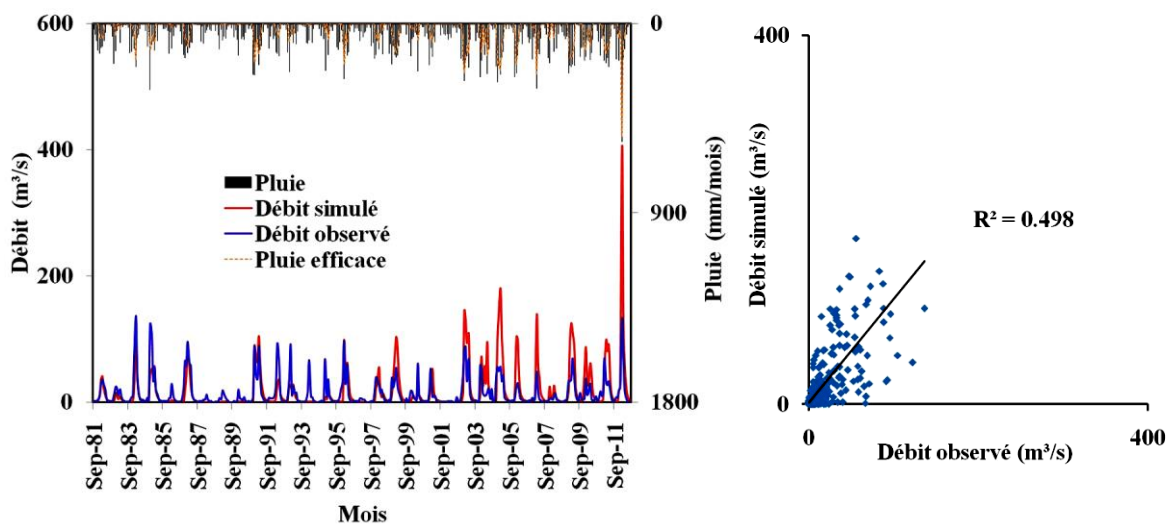 600
400
200
0
Débit (m³/s)
Pluie
Débit simulé
Débit observé
Pluie efficace
0
900
1800
Pluie (mm/mois)
Sep-81
Sep-83
Sep-85
Sep-87
Sep-89
Sep-91
Sep-93
Sep-95
Sep-97
Sep-99
Sep-01
Sep-03
Sep-05
Sep-07
Sep-09
Sep-11
Mois
400
0
Débit simulé (m³/s)
R² = 0.498
0
400
Débit observé (m³/s)